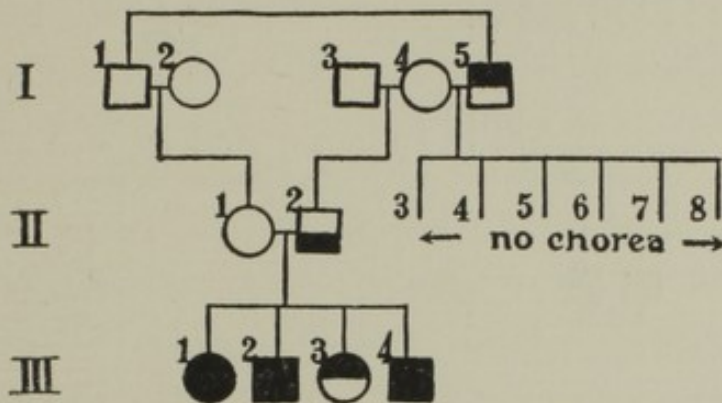 I 1 2 3 4 5
II 1 2 3 4 5 6 7 8
← no chorea →
III 1 2 3 4